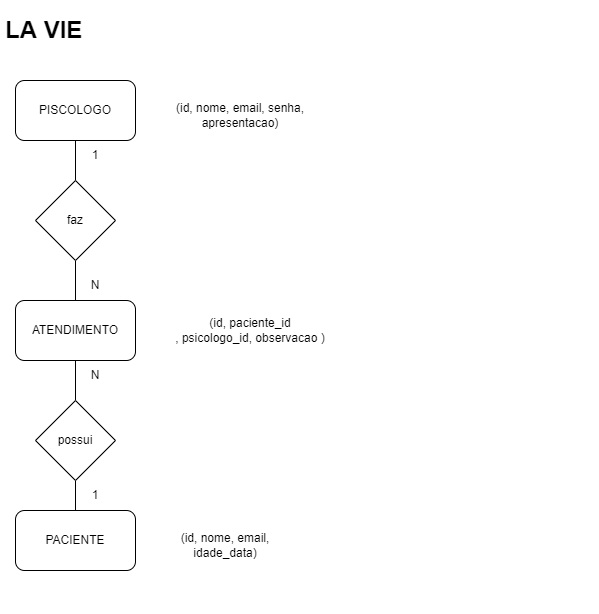 LA VIE
PISCOLOGO
(id, nome, email, senha,
apresentacao)
1
faz
N
ATENDIMENTO
(id, paciente_id
, psicologo_id, observacao )
N
possui
1
PACIENTE
(id, nome, email,
idade_data)